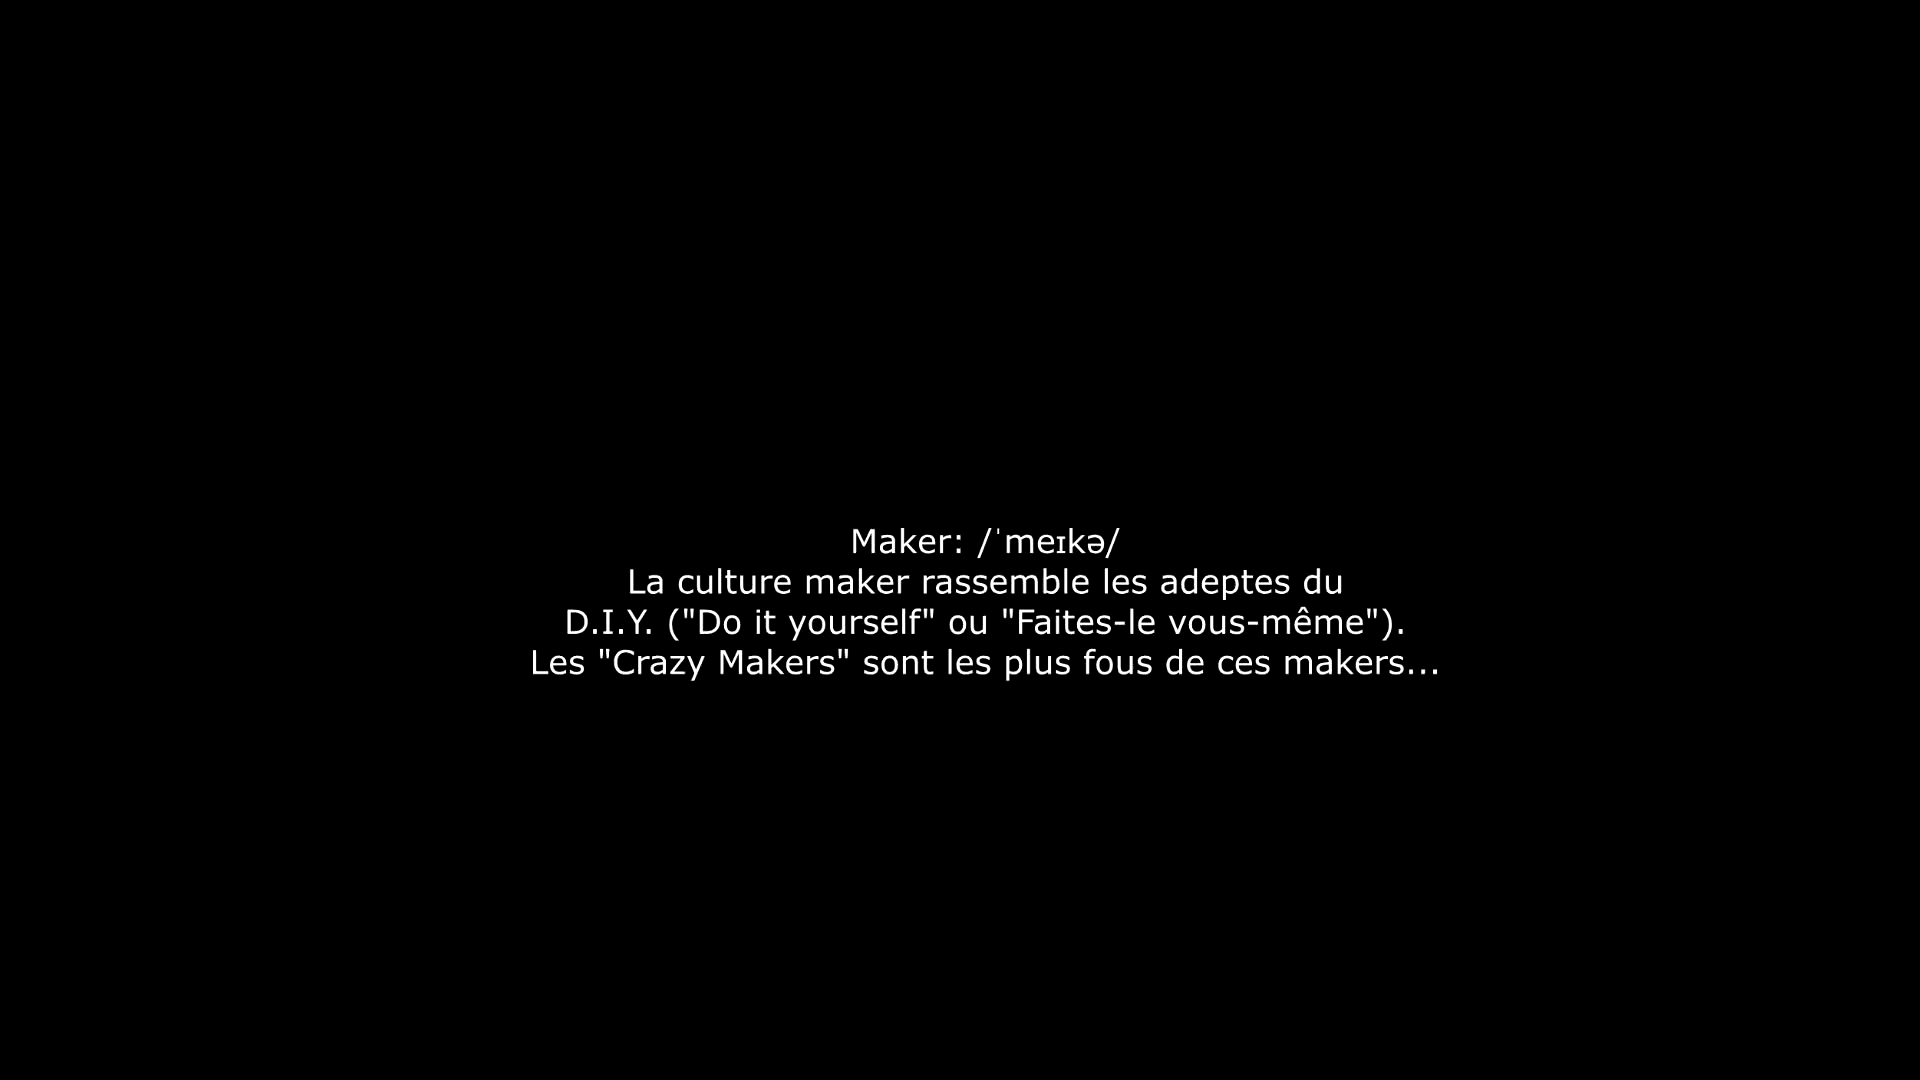 Maker: /ˈmeɪkə/
La culture maker rassemble les adeptes du
D.I.Y. ("Do it yourself" ou "Faites-le vous-même").
Les "Crazy Makers" sont les plus fous de ces makers...